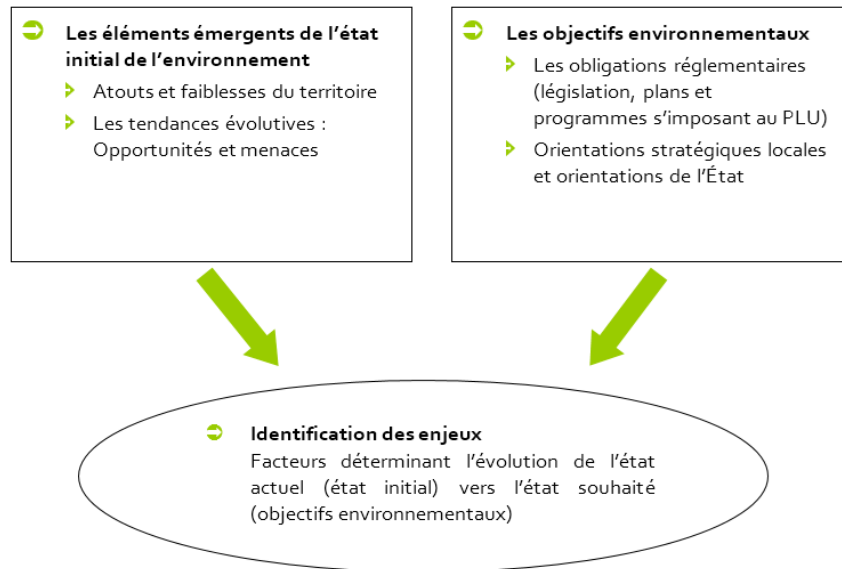 Les éléments émergents de l'état
initial de l'environnement
Atouts et faiblesses du territoire
Les tendances évolutives :
Opportunités et menaces
Les objectifs environnementaux
Les obligations réglementaires
(législation, plans et
programmes s'imposant au PLU)
Orientations stratégiques locales
et orientations de l'État
Identification des enjeux
Facteurs déterminant l'évolution de l'état
actuel (état initial) vers l'état souhaité
(objectifs environnementaux)